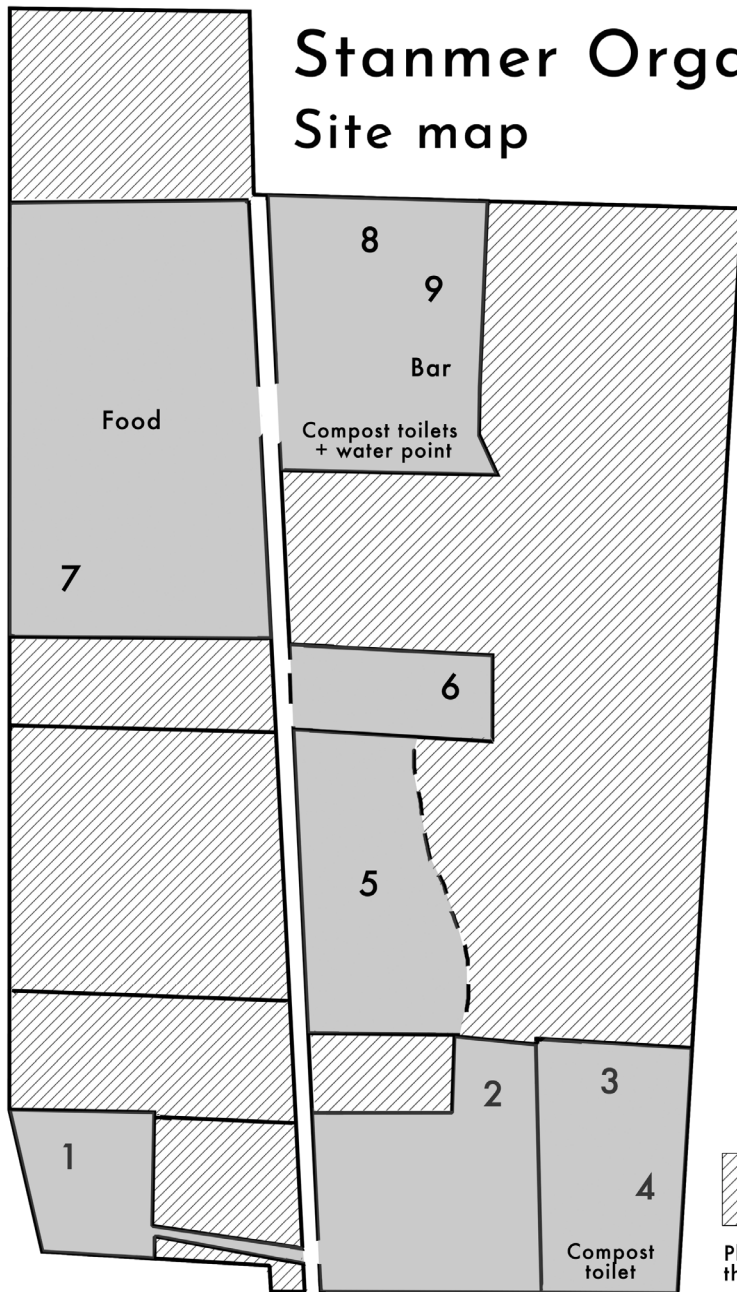 Stanmer
Site map
8
9
Bar
Food
Compost toilets
+ water point
7
6
5
2
3
1
4
Compost
toilet